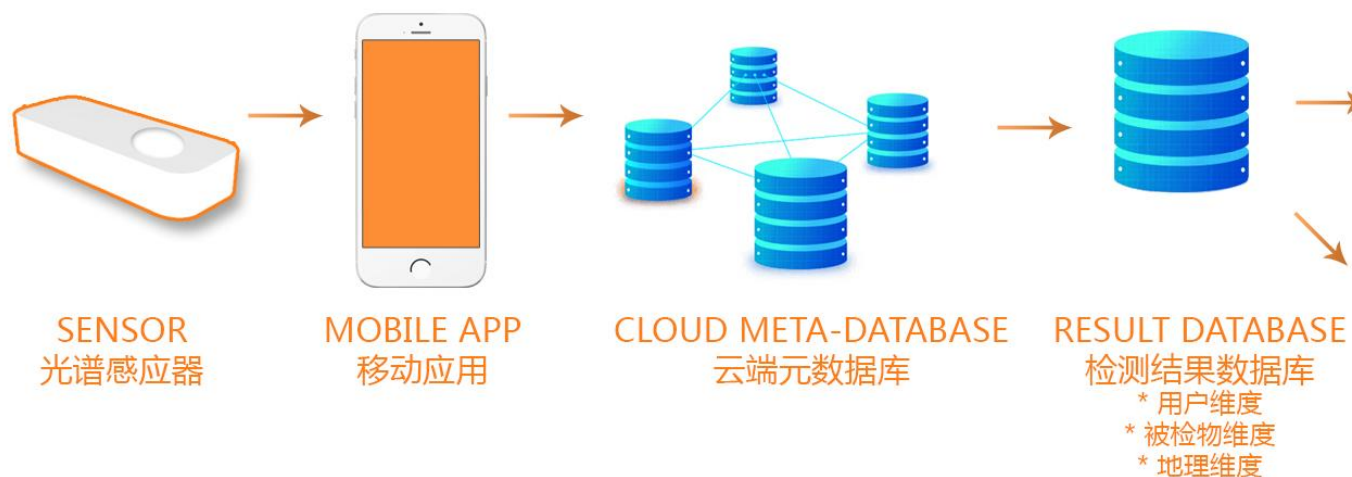 SENSOR
光谱感应器
MOBILE APP
移动应用
CLOUD META-DATABASE
云端元数据库
RESULT DATABASE
检测结果数据库
* 用户维度
* 被检物维度
* 地理维度